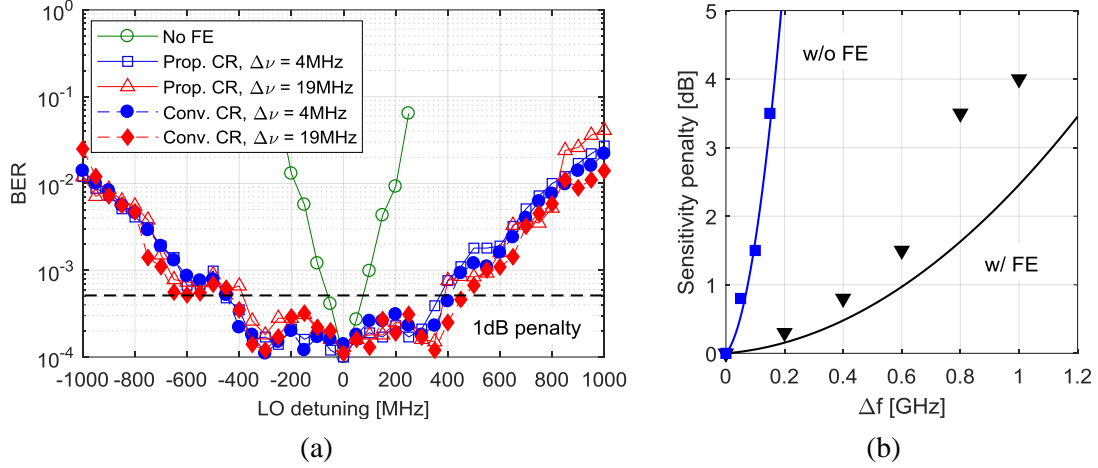 10^0
10^-1
10^-2
10^-3
10^-4
BER
No FE
Prop. CR, Δν = 4MHz
Prop. CR, Δν = 19MHz
Conv. CR, Δν = 4MHz
Conv. CR, Δν = 19MHz
1dB penalty
-1000 -800 -600 -400 -200 0 200 400 600 800 1000
LO detuning [MHz]
(a)
5
4
3
2
1
0
Sensitivity penalty [dB]
w/o FE
w/ FE
0 0.2 0.4 0.6 0.8 1 1.2
Δf [GHz]
(b)